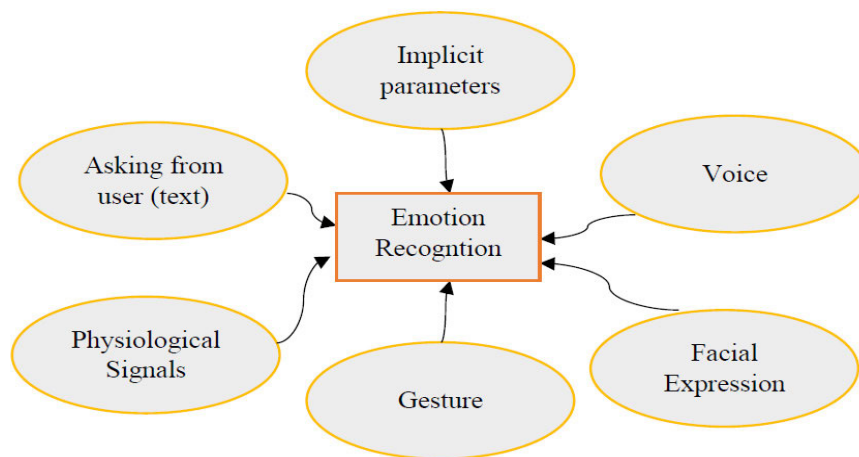 Implicit
parameters
Asking from
user (text)
Voice
Emotion
Recogntion
Physiological
Signals
Gesture
Facial
Expression